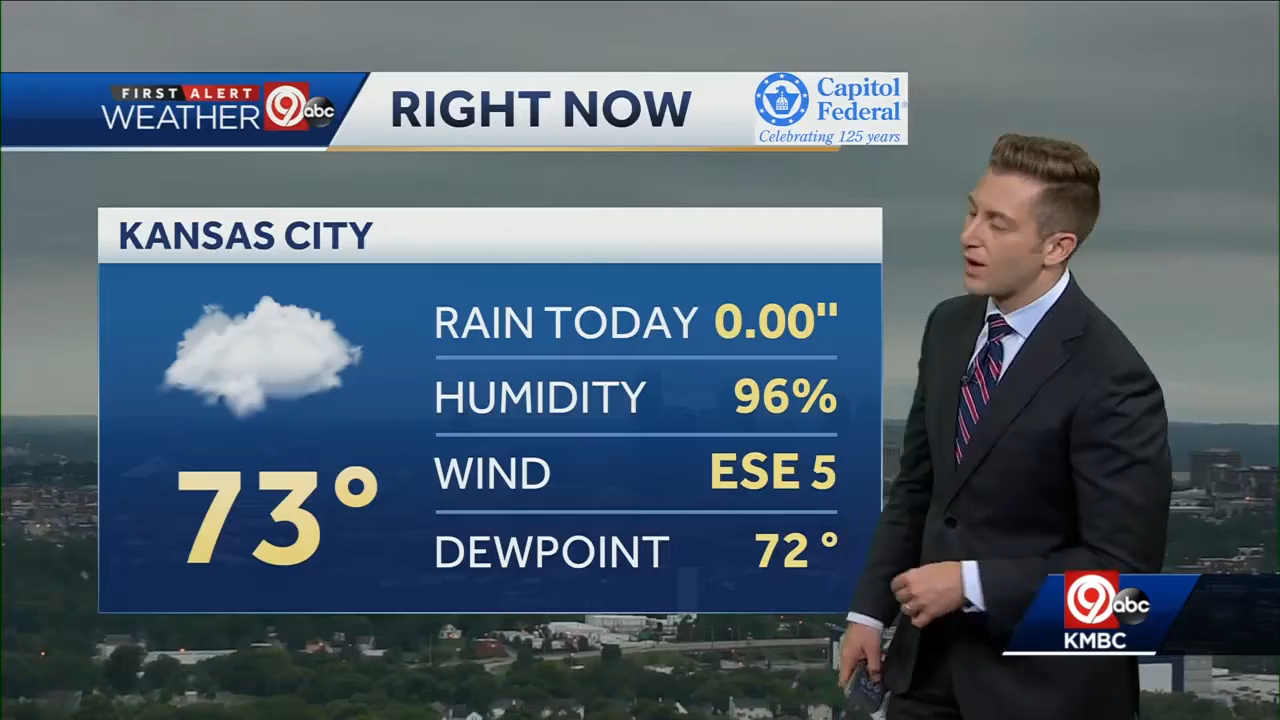 FIRST ALERT
WEATHER 9 abc
RIGHT NOW
Capitol
Federal®
Celebrating 125 years
KANSAS CITY
73°
RAIN TODAY 0.00"
HUMIDITY 96%
WIND ESE 5
DEWPOINT 72°
9 abc
KMBC